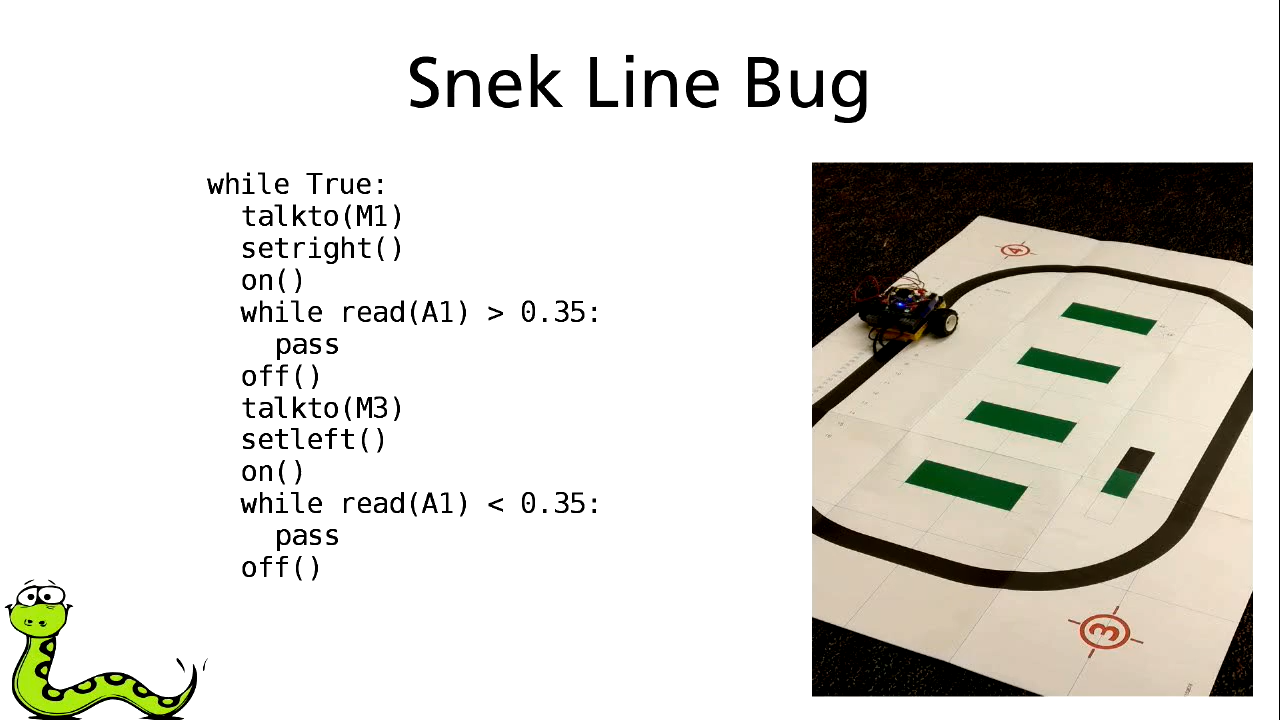 Snek Line Bug
while True:
  talkto(M1)
  setright()
  on()
  while read(A1) > 0.35:
    pass
  off()
  talkto(M3)
  setleft()
  on()
  while read(A1) < 0.35:
    pass
  off()
4
3